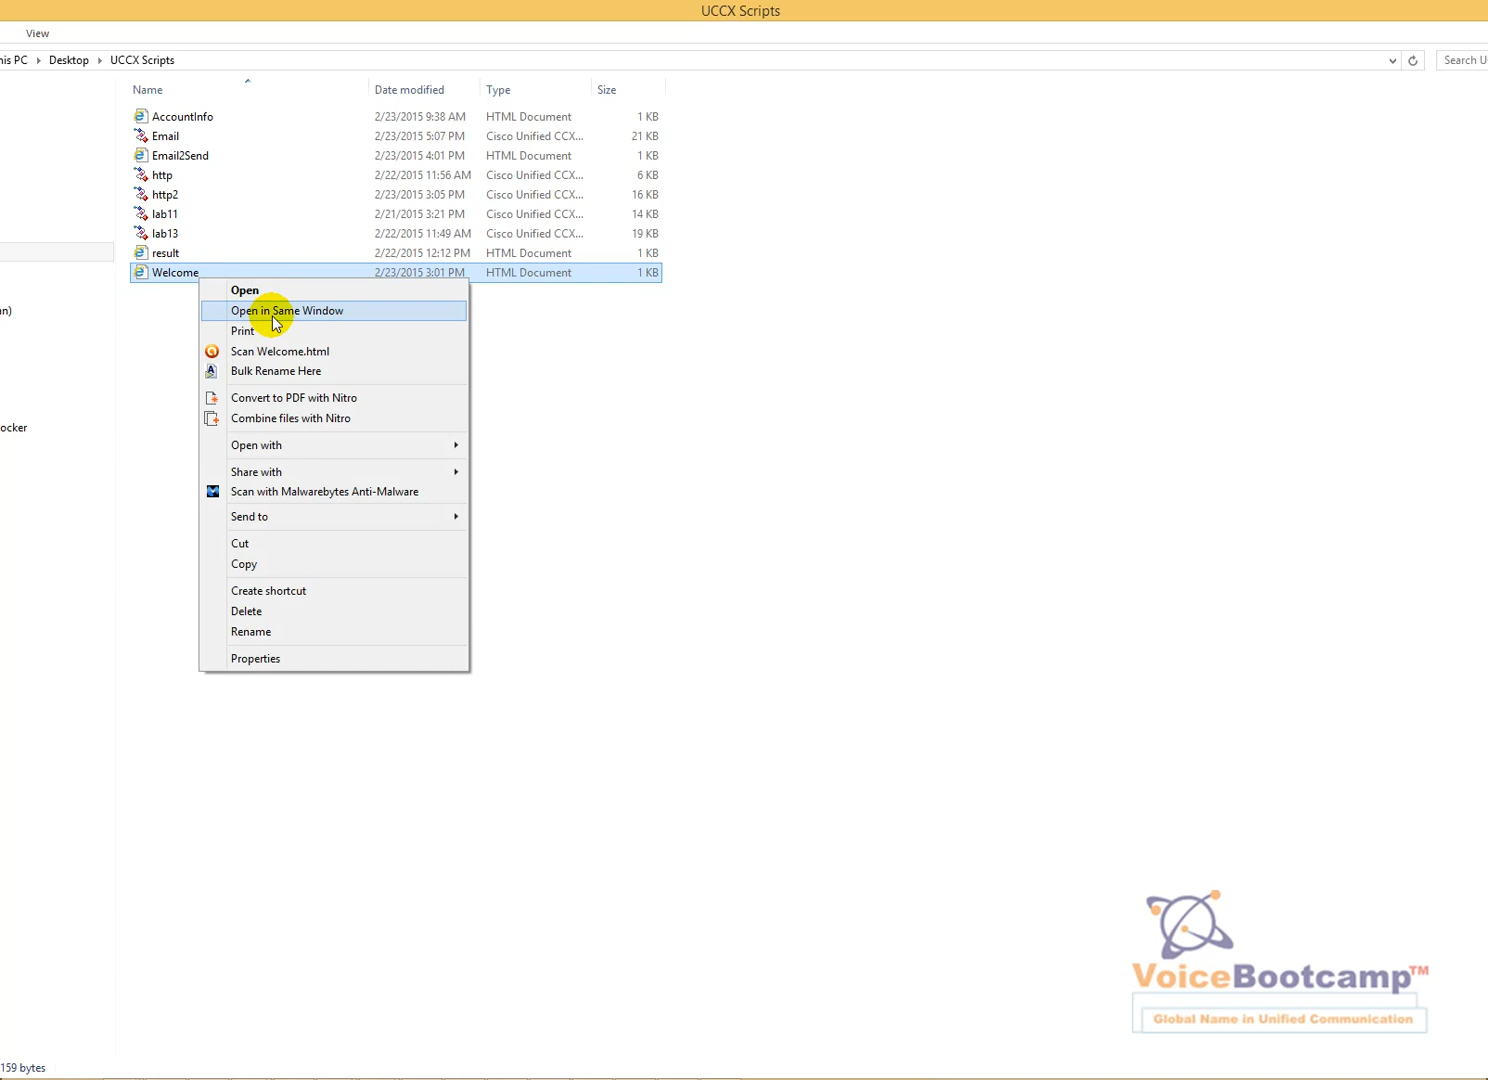 UCCX Scripts
View
his PC ▸ Desktop ▸ UCCX Scripts
Search U
Name Date modified Type Size
AccountInfo 2/23/2015 9:38 AM HTML Document 1 KB
Email 2/23/2015 5:07 PM Cisco Unified CCX... 21 KB
Email2Send 2/23/2015 4:01 PM HTML Document 1 KB
http 2/22/2015 11:56 AM Cisco Unified CCX... 6 KB
http2 2/23/2015 3:05 PM Cisco Unified CCX... 16 KB
lab11 2/21/2015 3:21 PM Cisco Unified CCX... 14 KB
lab13 2/22/2015 11:49 AM Cisco Unified CCX... 19 KB
result 2/22/2015 12:12 PM HTML Document 1 KB
Welcome 2/23/2015 3:01 PM HTML Document 1 KB
Open
Open in Same Window
n)
Print
Scan Welcome.html
Bulk Rename Here
Convert to PDF with Nitro
Combine files with Nitro
ocker
Open with
Share with
Scan with Malwarebytes Anti-Malware
Send to
Cut
Copy
Create shortcut
Delete
Rename
Properties
VoiceBootcamp™
Global Name in Unified Communication
159 bytes